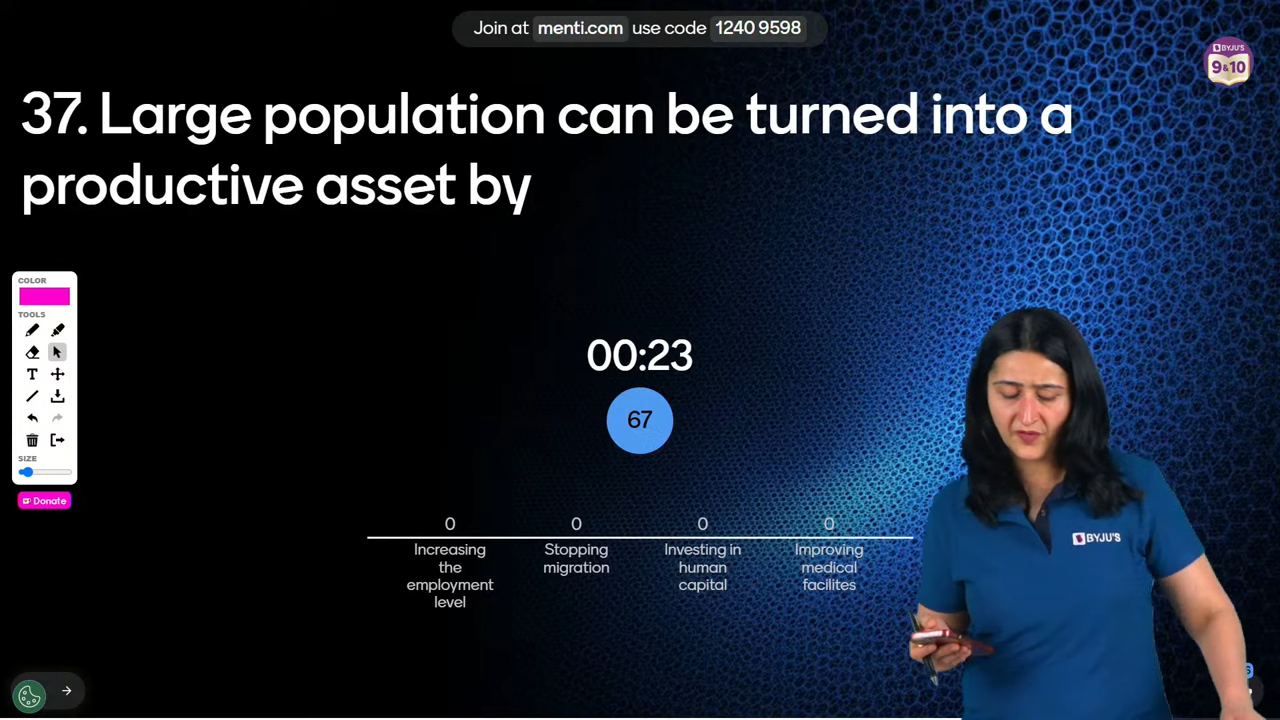 Join at menti.com use code 1240 9598
BYJU'S
9&10
37. Large population can be turned into a
productive asset by
COLOR
TOOLS
T
SIZE
Donate
00:23
67
0
0
0
0
Increasing
the
employment
level
Stopping
migration
Investing in
human
capital
Improving
medical
facilites
BYJU'S